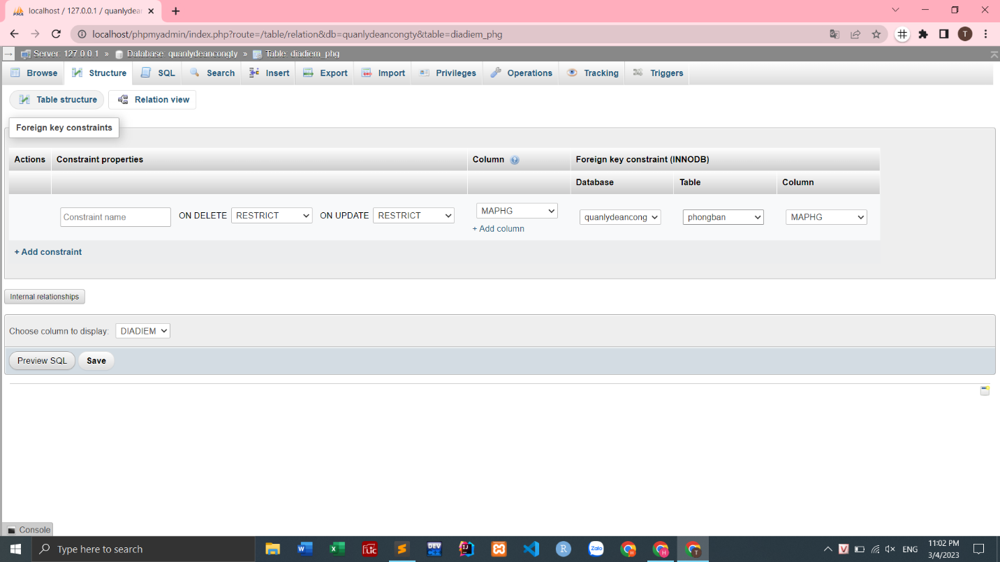 localhost / 127.0.0.1 / quanlydean
localhost/phpmyadmin/index.php?route=/table/relation&db=quanlydeancongty&table=diadiem_phg
T
Server: 127.0.0.1 » Database: quanlydeancongty » Table: diadiem_phg
Browse Structure SQL Search Insert Export Import Privileges Operations Tracking Triggers
Table structure Relation view
Foreign key constraints
Actions Constraint properties Column Foreign key constraint (INNODB)
Database Table Column
Constraint name ON DELETE RESTRICT ON UPDATE RESTRICT MAPHG quanlydeancong phongban MAPHG
+ Add column
+ Add constraint
Internal relationships
Choose column to display: DIADIEM
Preview SQL Save
Console
Type here to search
ENG
11:02 PM
3/4/2023